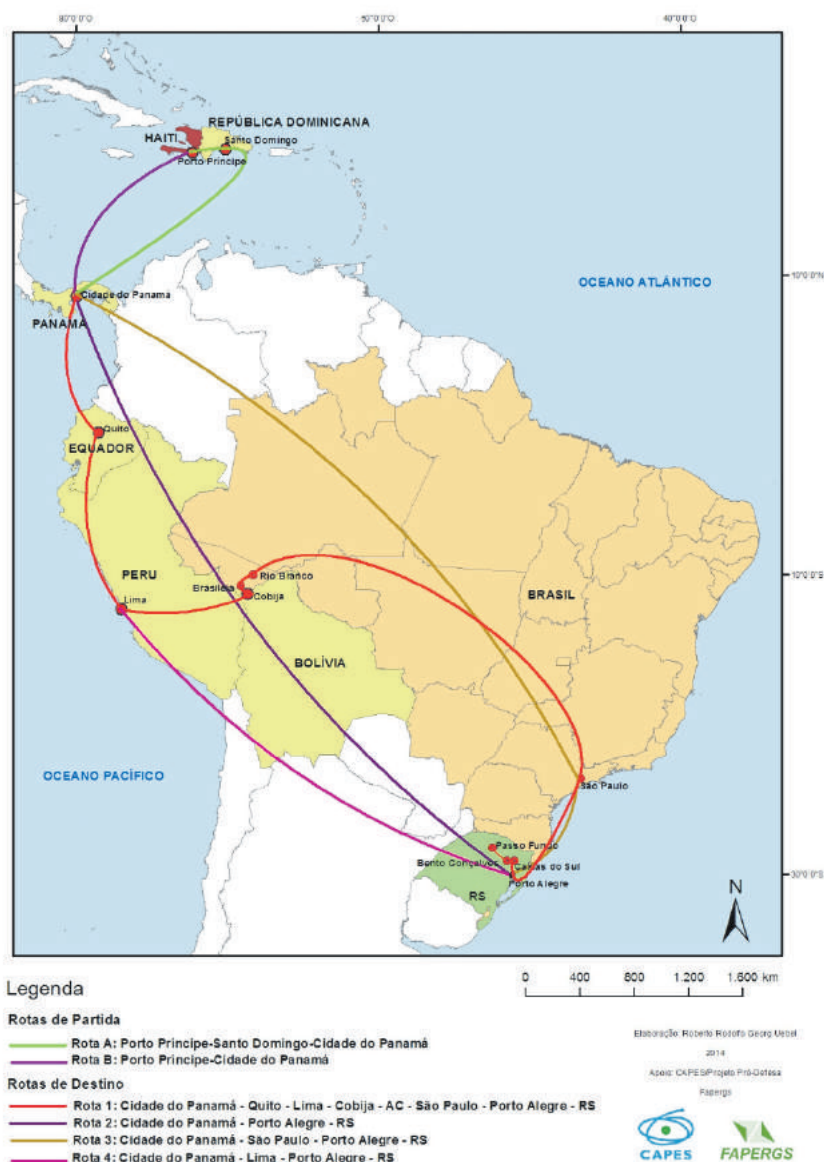 80°0'0"
60°0'0"
40°0'0"
REPÚBLICA DOMINICANA
HAITI
Santo Domingo
Porto Príncipe
10°0'0"N
OCEANO ATLÁNTICO
Cidade do Panamá
PANAMÁ
Quito
EQUADOR
10°0'0"S
PERU
Rio Branco
Brasiléia
Cobija
Lima
BRASIL
BOLÍVIA
OCEANO PACÍFICO
São Paulo
Passo Fundo
Bento Gonçalves
Caxias do Sul
Porto Alegre
30°0'0"S
RS
N
0 400 800 1.200 1.600 km
Legenda
Rotas de Partida
Rota A: Porto Príncipe-Santo Domingo-Cidade do Panamá
Rota B: Porto Príncipe-Cidade do Panamá
Rotas de Destino
Rota 1: Cidade do Panamá - Quito - Lima - Cobija - AC - São Paulo - Porto Alegre - RS
Rota 2: Cidade do Panamá - Porto Alegre - RS
Rota 3: Cidade do Panamá - São Paulo - Porto Alegre - RS
Rota 4: Cidade do Panamá - Lima - Porto Alegre - RS
Elaboração: Roberto Rodolfo Georg Uebel
2014
Apoio: CAPES/Projeto Pró-Defesa
Fapergs
CAPES
FAPERGS